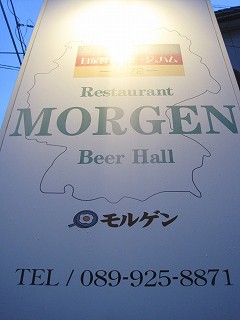 Restaurant
MORGEN
Beer Hall
モルゲン
TEL / 089-925-8871